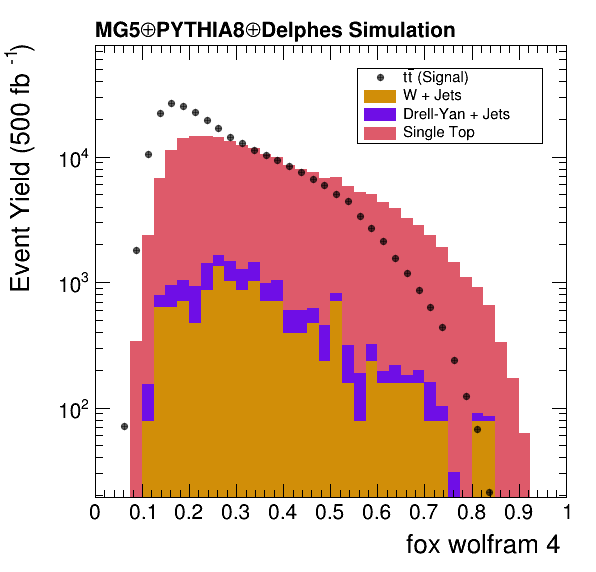 MG5⊕PYTHIA8⊕Delphes Simulation
Event Yield (500 fb⁻¹)
10⁴
10³
10²
tt̄ (Signal)
W + Jets
Drell-Yan + Jets
Single Top
0 0.1 0.2 0.3 0.4 0.5 0.6 0.7 0.8 0.9 1
fox wolfram 4